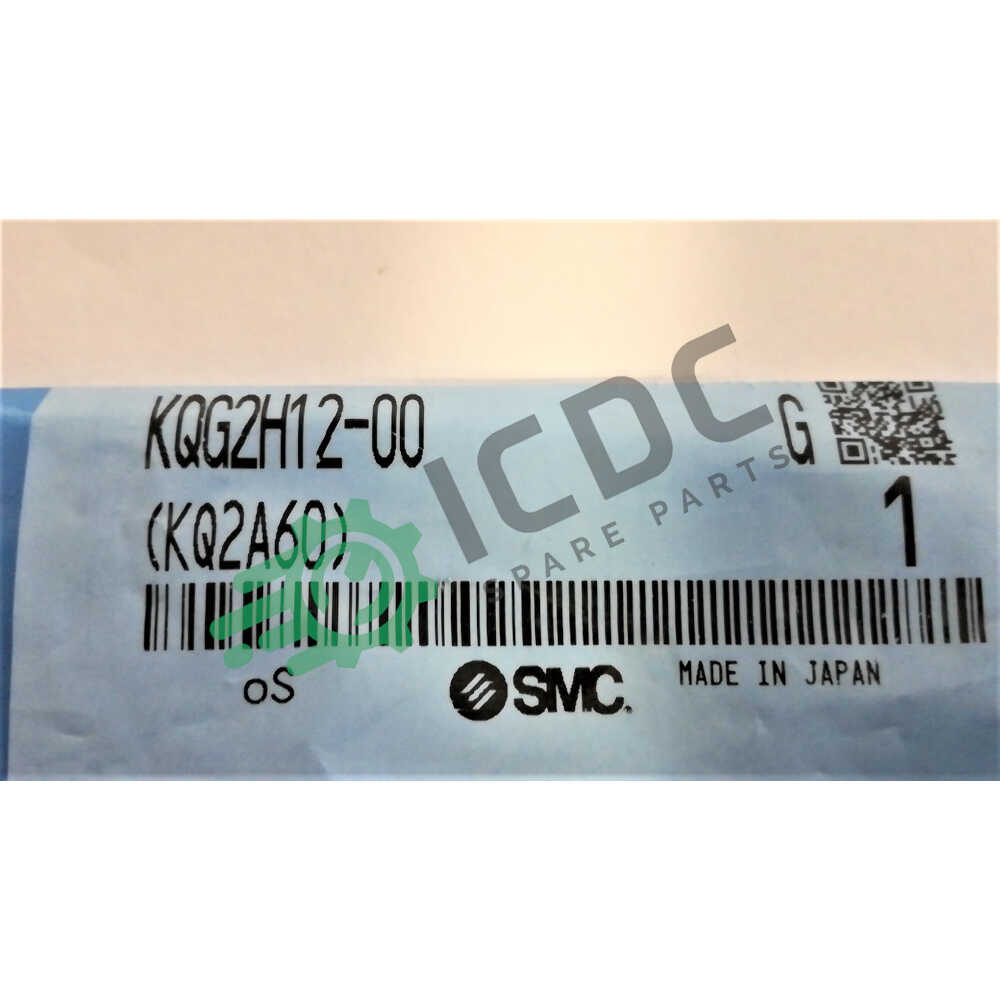 KQG2H12-00 G
(KQ2A60) 1
oS SMC. MADE IN JAPAN
ICDC
SPARE PARTS